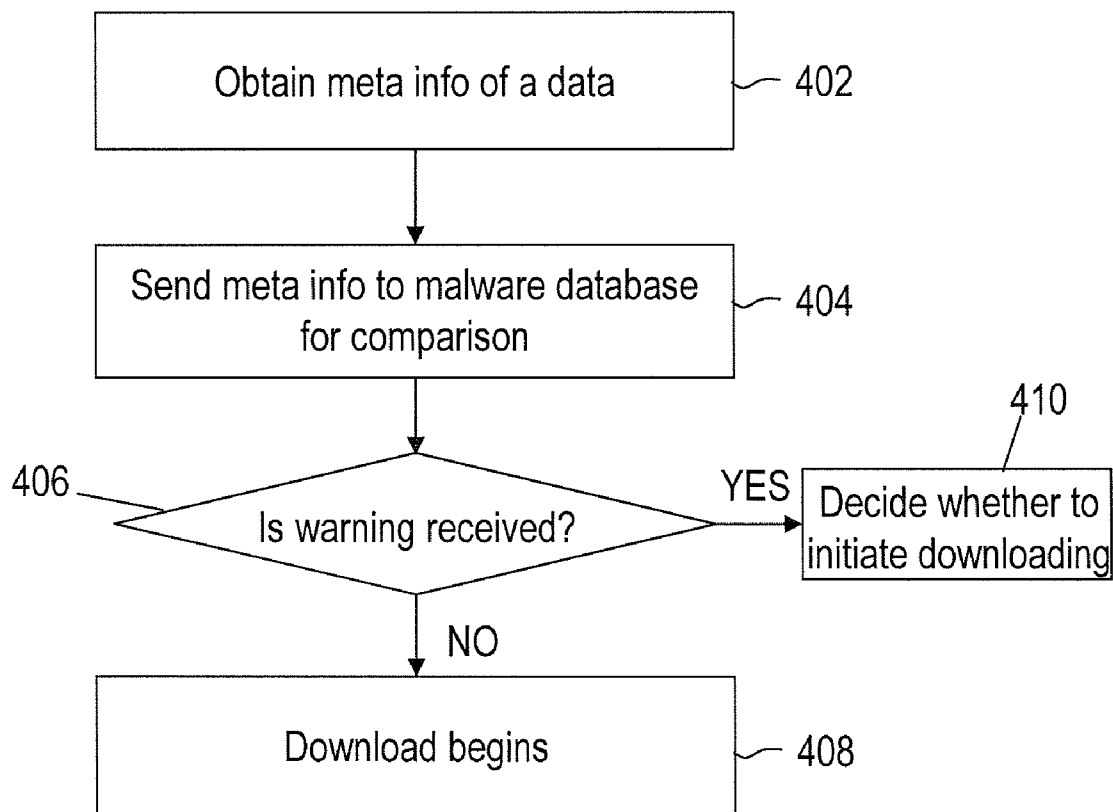 Obtain meta info of a data
402
Send meta info to malware database
for comparison
404
410
406
Is warning received?
YES
Decide whether to
initiate downloading
NO
Download begins
408